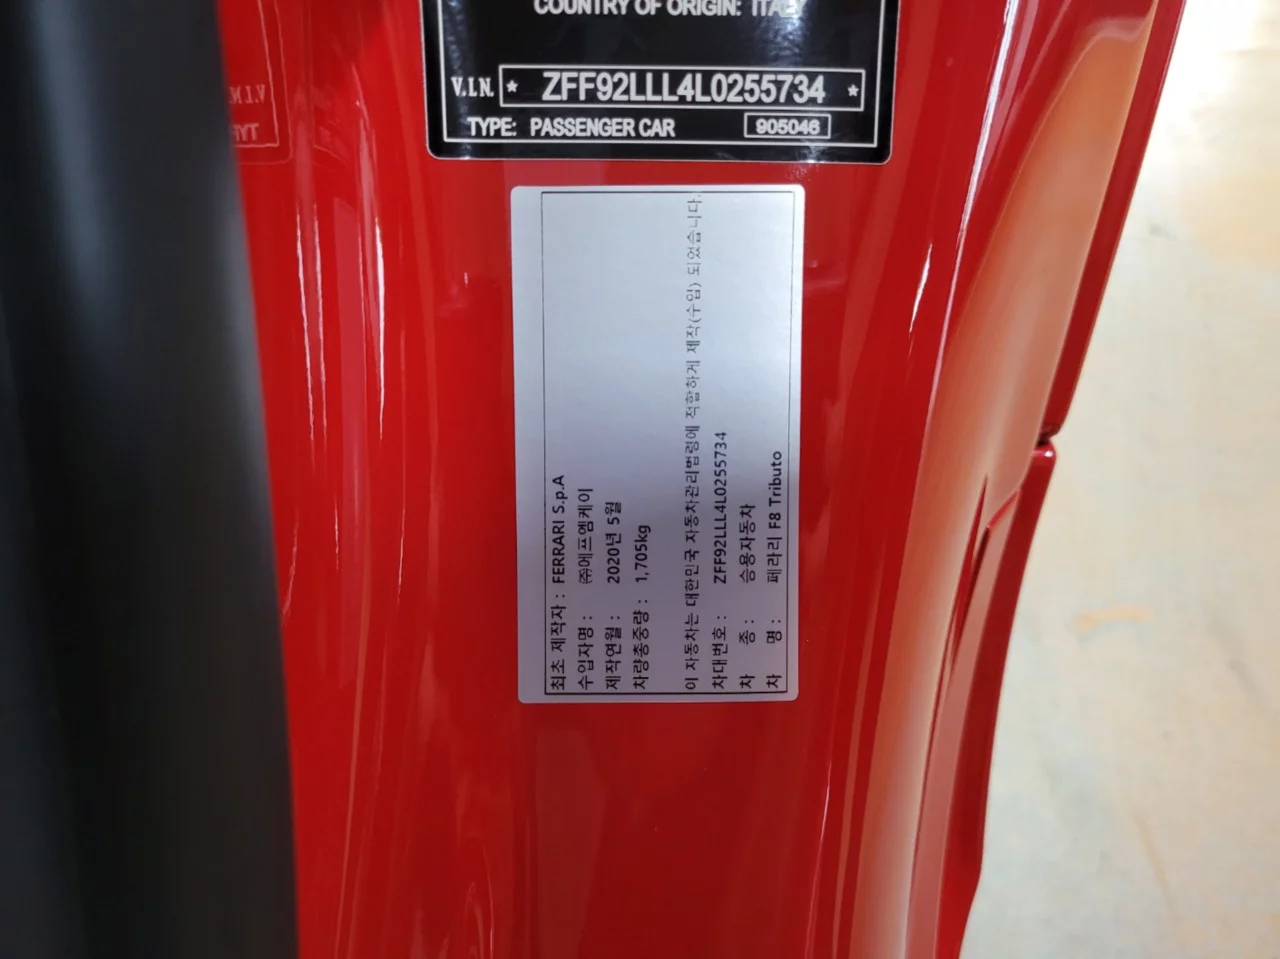 COUNTRY OF ORIGIN: ITALY
V.I.N. * ZFF92LLL4L0255734 *
TYPE: PASSENGER CAR 905046
최초 제작자 : FERRARI S.p.A
수입자명 : ㈜에프엠케이
제작연월 : 2020년 5월
차량총중량 : 1,705kg
이 자동차는 대한민국 자동차관리법령에 적합하게 제작(수입) 되었습니다.
차대번호 : ZFF92LLL4L0255734
차 종 : 승용자동차
차 명 : 페라리 F8 Tributo